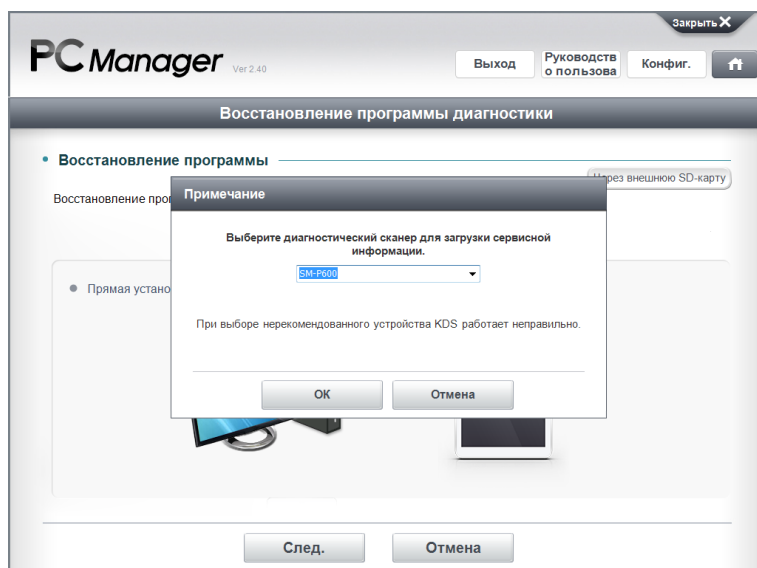 Закрыть X
PC Manager Ver 2.40
Выход
Руководств
о пользова
Конфиг.
Восстановление программы диагностики
Восстановление программы
через внешнюю SD-карту
Восстановление про
Примечание
Выберите диагностический сканер для загрузки сервисной
информации.
SM-P600
Прямая устано
При выборе нерекомендованного устройства KDS работает неправильно.
ОК
Отмена
След.
Отмена